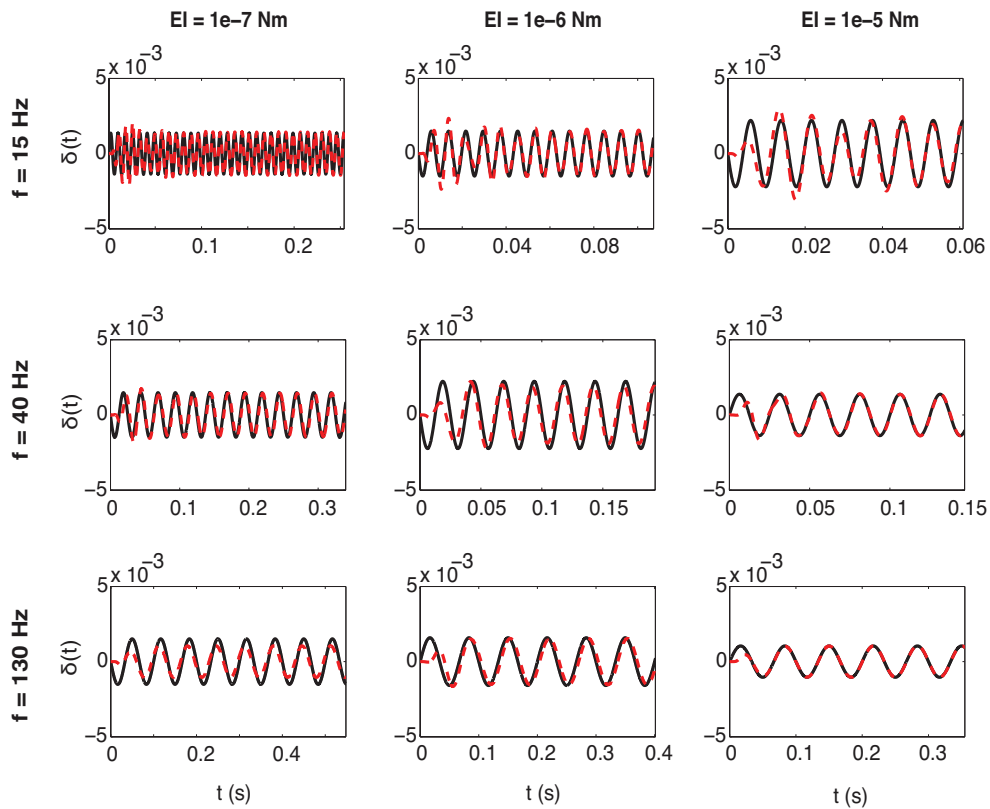 EI = 1e−7 Nm EI = 1e−6 Nm EI = 1e−5 Nm
f = 15 Hz
δ(t)
5 x 10⁻³ 5 x 10⁻³ 5 x 10⁻³
0 0 0
−5 −5 −5
0 0.1 0.2 0 0.04 0.08 0 0.02 0.04 0.06
f = 40 Hz
δ(t)
5 x 10⁻³ 5 x 10⁻³ 5 x 10⁻³
0 0 0
−5 −5 −5
0 0.1 0.2 0.3 0 0.05 0.1 0.15 0 0.05 0.1 0.15
f = 130 Hz
δ(t)
5 x 10⁻³ 5 x 10⁻³ 5 x 10⁻³
0 0 0
−5 −5 −5
0 0.2 0.4 0 0.1 0.2 0.3 0.4 0 0.1 0.2 0.3
t (s) t (s) t (s)